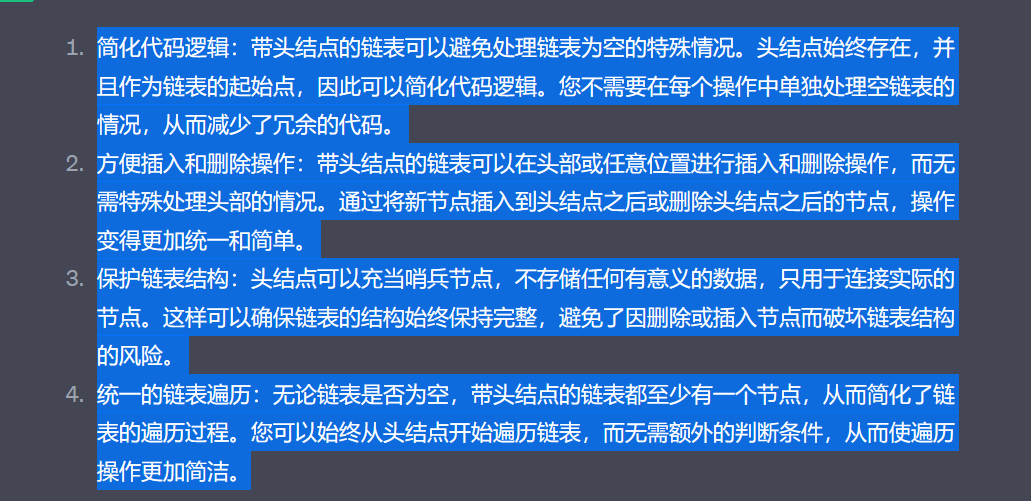 1. 简化代码逻辑：带头结点的链表可以避免处理链表为空的特殊情况。头结点始终存在，并
且作为链表的起始点，因此可以简化代码逻辑。您不需要在每个操作中单独处理空链表的
情况，从而减少了冗余的代码。
2. 方便插入和删除操作：带头结点的链表可以在头部或任意位置进行插入和删除操作，而无
需特殊处理头部的情况。通过将新节点插入到头结点之后或删除头结点之后的节点，操作
变得更加统一和简单。
3. 保护链表结构：头结点可以充当哨兵节点，不存储任何有意义的数据，只用于连接实际的
节点。这样可以确保链表的结构始终保持完整，避免了因删除或插入节点而破坏链表结构
的风险。
4. 统一的链表遍历：无论链表是否为空，带头结点的链表都至少有一个节点，从而简化了链
表的遍历过程。您可以始终从头结点开始遍历链表，而无需额外的判断条件，从而使遍历
操作更加简洁。